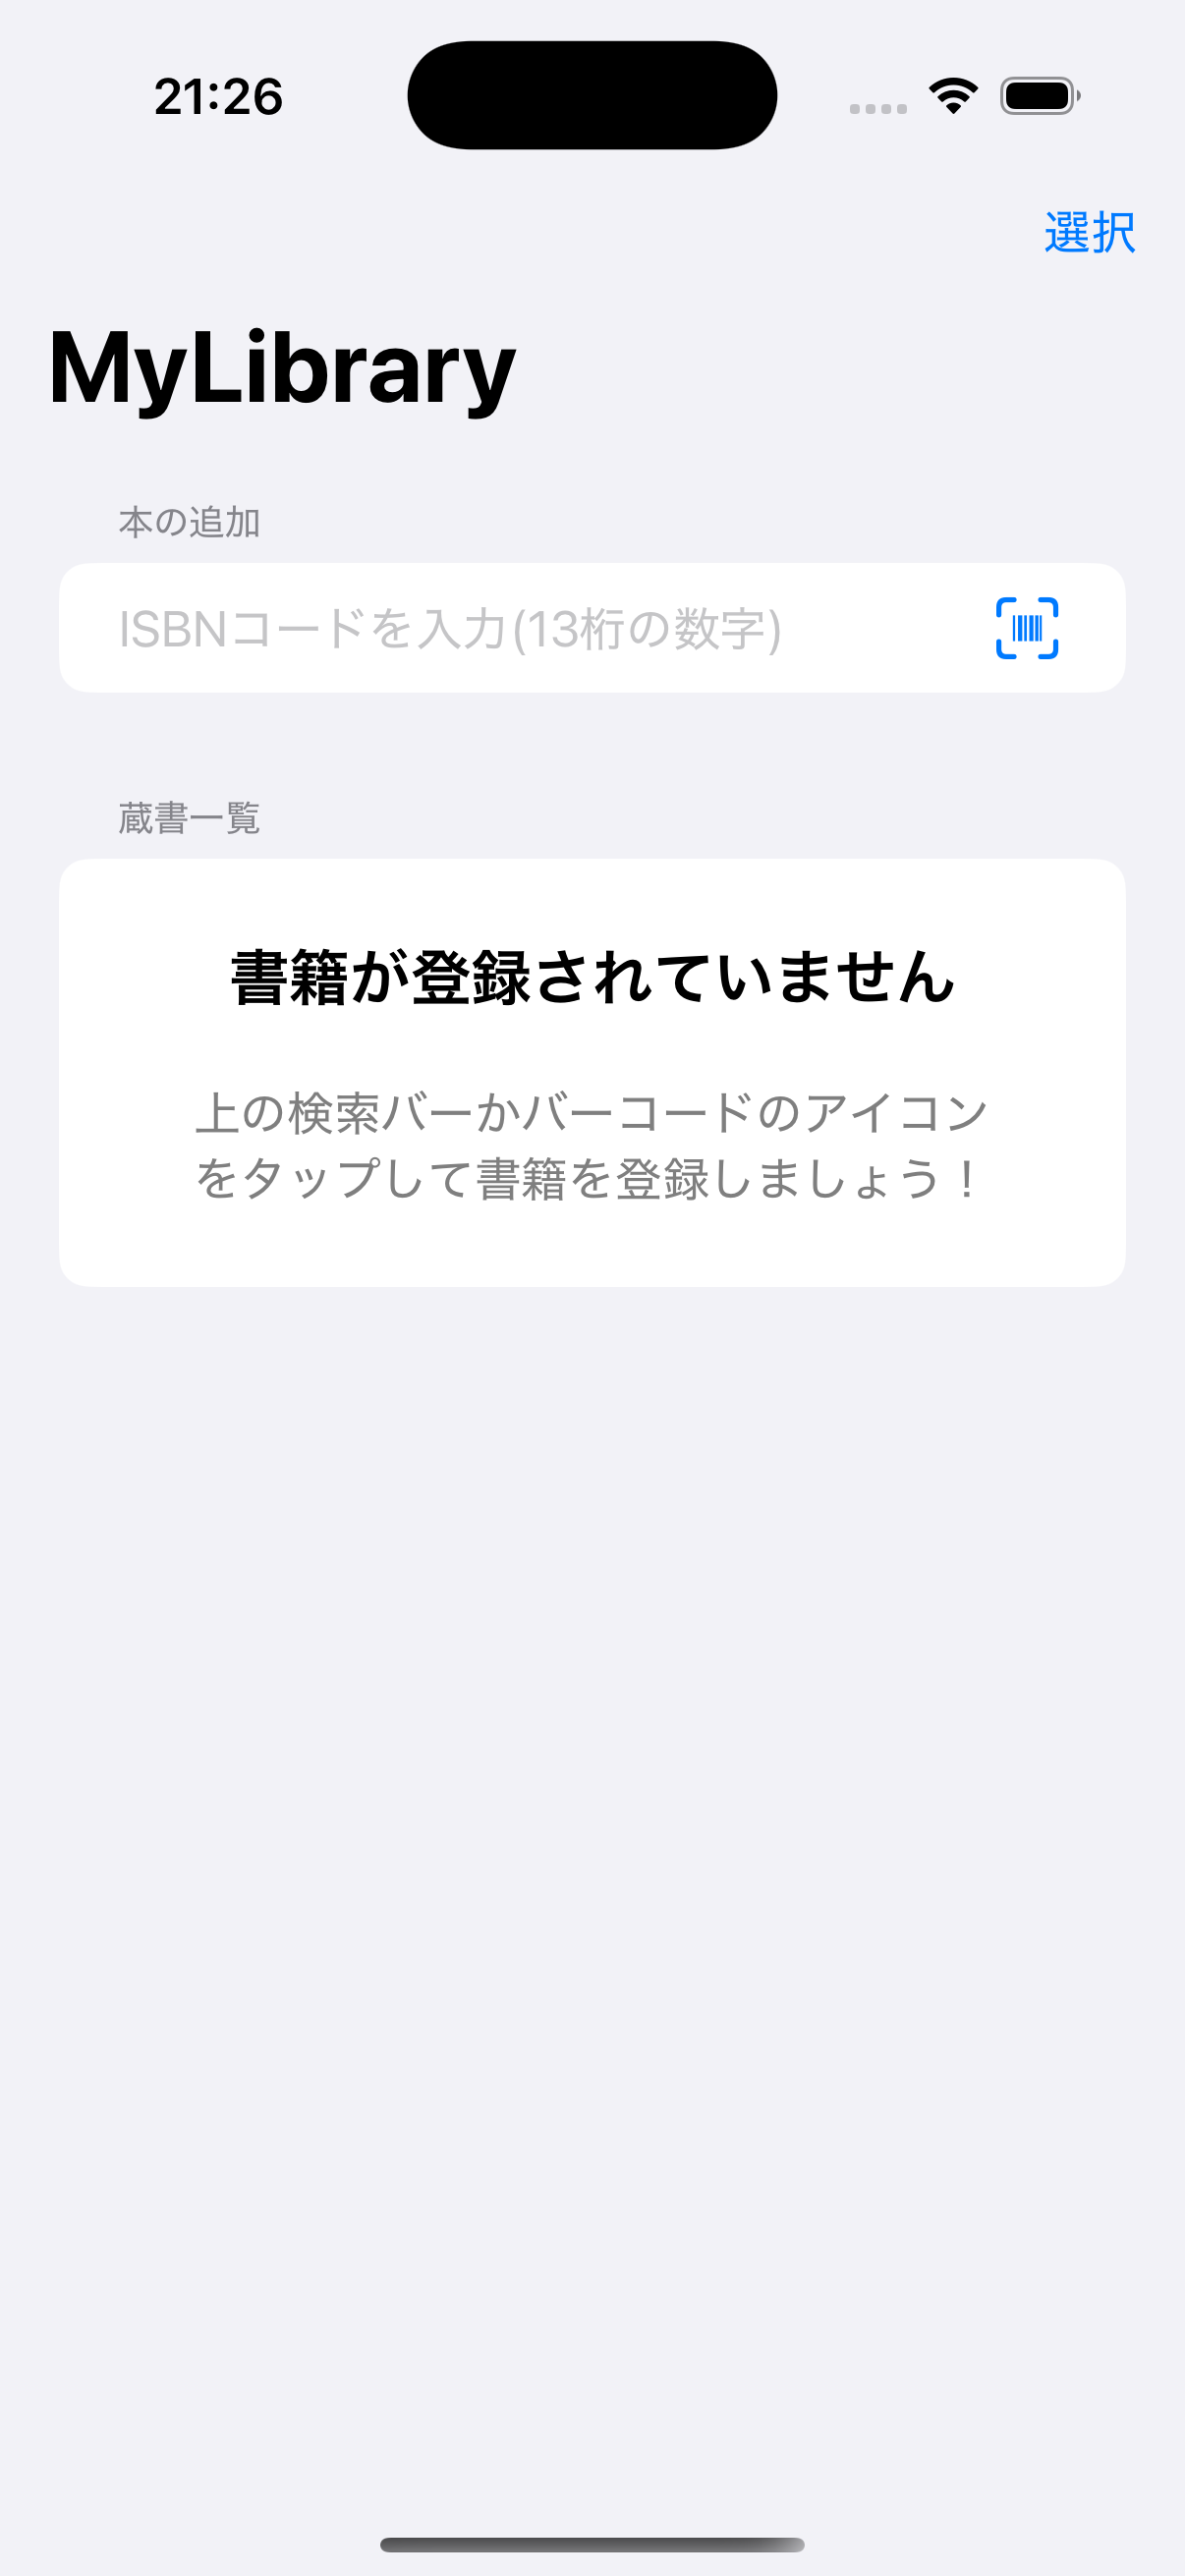 21:26
選択
MyLibrary
本の追加
ISBNコードを入力(13桁の数字)
蔵書一覧
書籍が登録されていません
上の検索バーかバーコードのアイコン
をタップして書籍を登録しましょう！